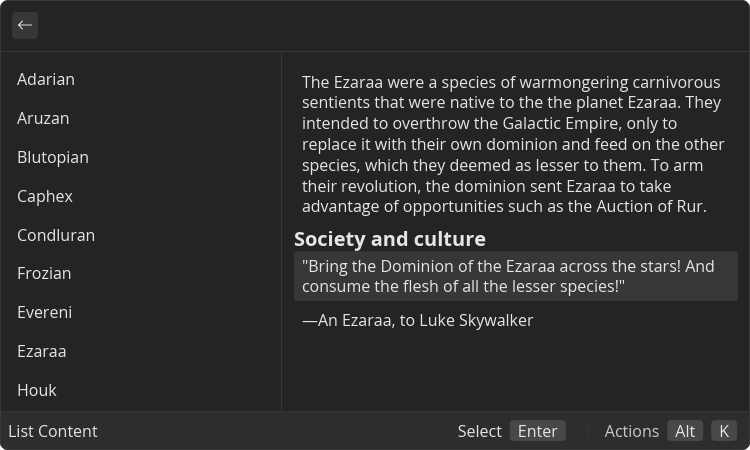 Adarian
Aruzan
Blutopian
Caphex
Condluran
Frozian
Evereni
Ezaraa
Houk
The Ezaraa were a species of warmongering carnivorous
sentients that were native to the the planet Ezaraa. They
intended to overthrow the Galactic Empire, only to
replace it with their own dominion and feed on the other
species, which they deemed as lesser to them. To arm
their revolution, the dominion sent Ezaraa to take
advantage of opportunities such as the Auction of Rur.
Society and culture
"Bring the Dominion of the Ezaraa across the stars! And
consume the flesh of all the lesser species!"
—An Ezaraa, to Luke Skywalker
List Content
Select Enter Actions Alt K